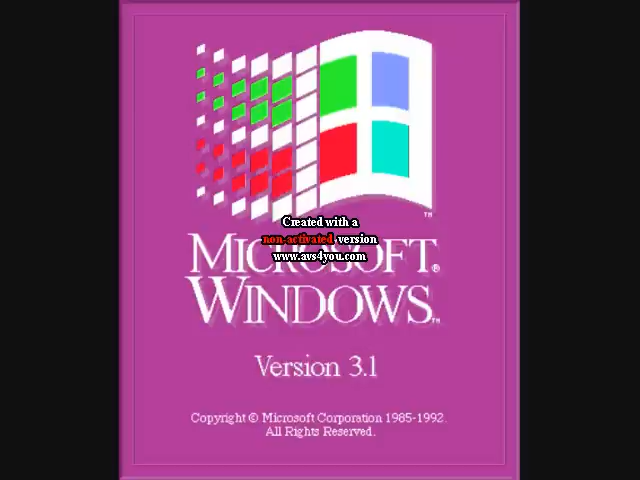 TM
Created with a
non-activated version
www.avs4you.com
MICROSOFT®
WINDOWS™
Version 3.1
Copyright © Microsoft Corporation 1985-1992.
All Rights Reserved.